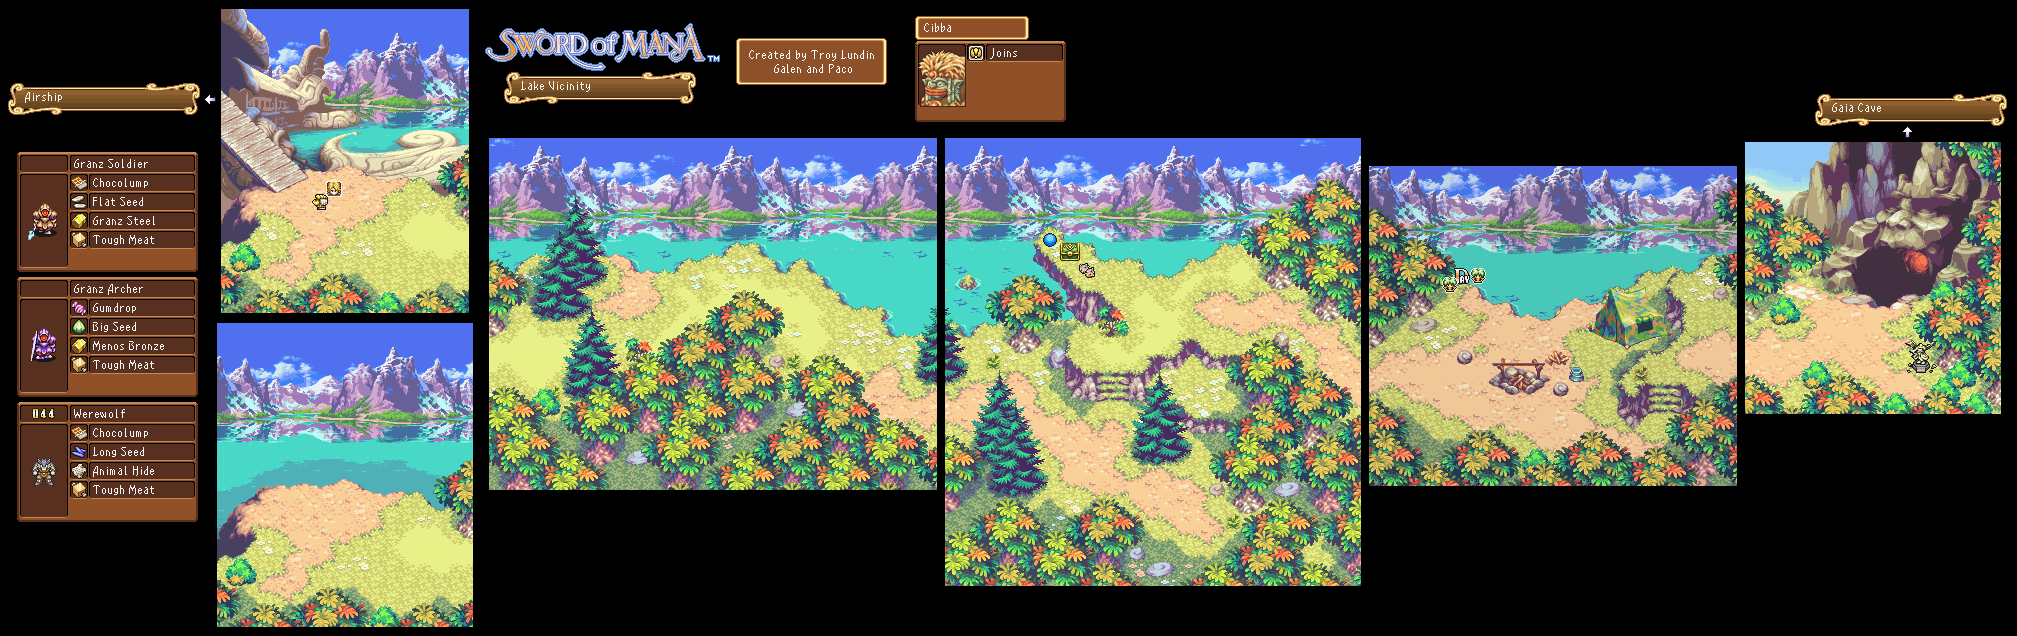 Airship
Granz Soldier
Chocolump
Flat Seed
Granz Steel
Tough Meat
Granz Archer
Gumdrop
Big Seed
Menos Bronze
Tough Meat
044
Werewolf
Chocolump
Long Seed
Animal Hide
Tough Meat
SWORD of MANA™
Lake Vicinity
Created by Troy Lundin
Galen and Paco
Cibba
Joins
Gaia Cave